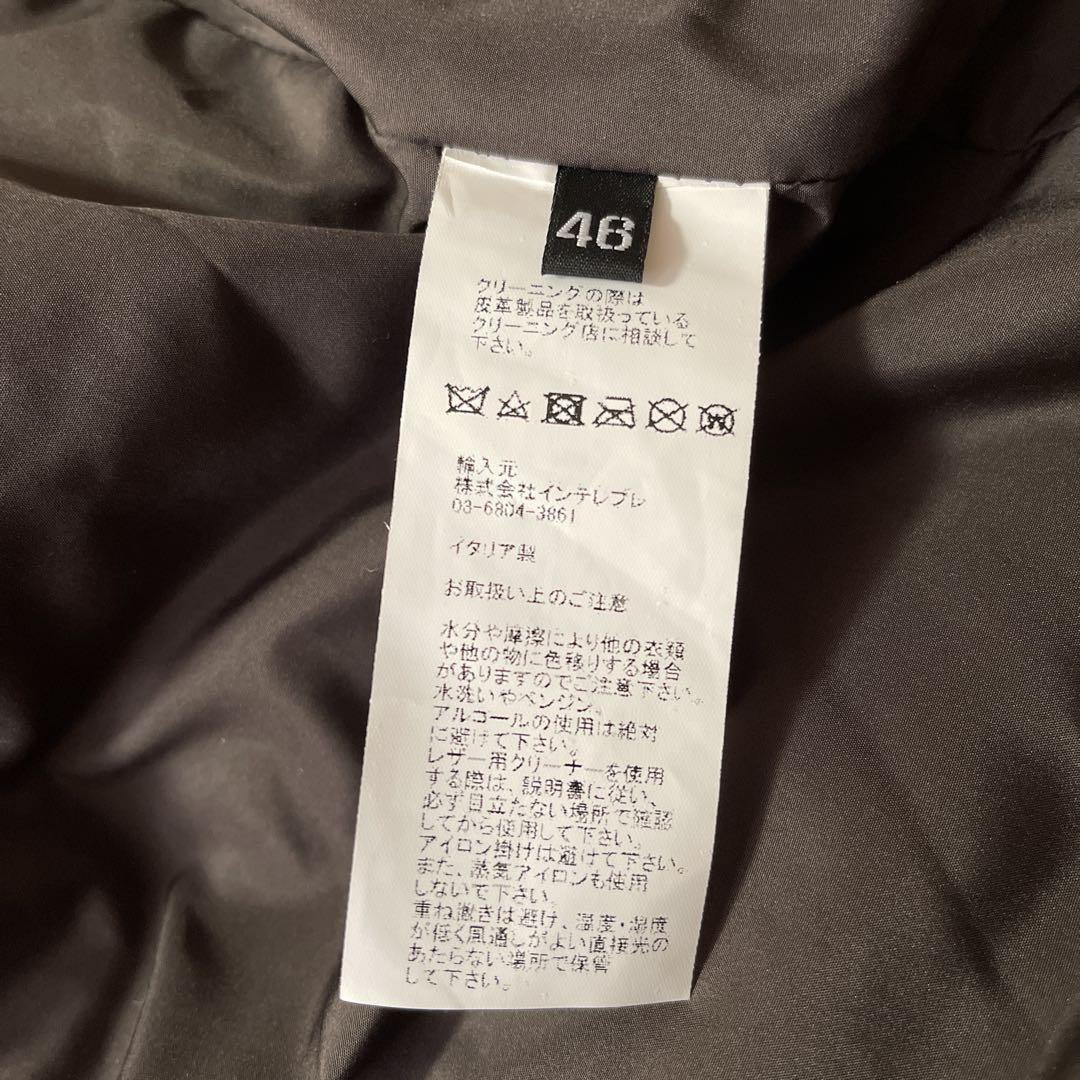 46
クリーニングの際は
皮革製品を取扱っている
クリーニング店に相談して
下さい。
W
輸入元
株式会社インテレプレ
03-6804-3861
イタリア製
お取扱い上のご注意
水分や摩擦により他の衣類
や他の物に色移りする場合
がありますのでご注意下さい。
水洗いやベンジン。
アルコールの使用は絶対
に避けて下さい。
レザー用クリーナーを使用
する際は、説明書に従い、
必ず目立たない場所で確認
してから使用して下さい。
アイロン掛けは避けて下さい。
また、蒸気アイロンも使用
しないで下さい。
重ね置きは避け、温度・湿度
が低く風通しがよい直接光の
あたらない場所で保管
して下さい。